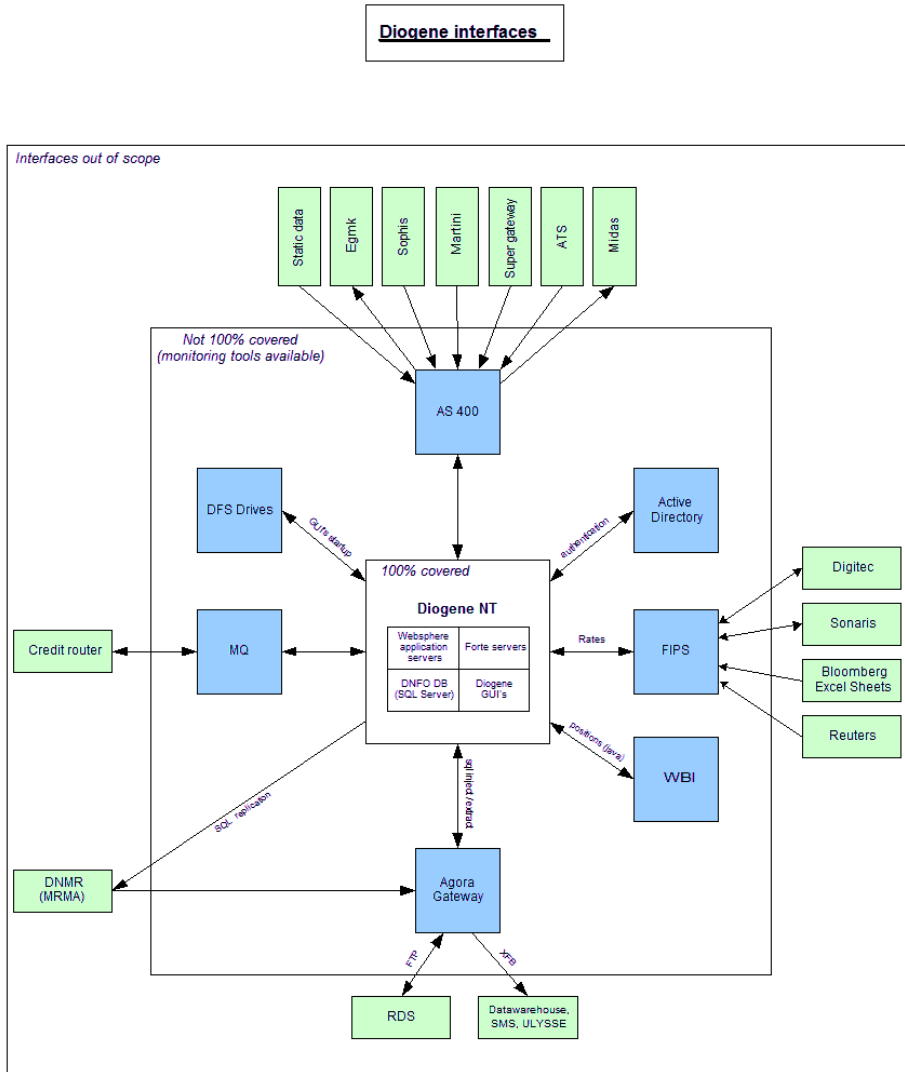 Diogene interfaces
Interfaces out of scope
Static data
Egmk
Sophis
Martini
Super gateway
ATS
Midas
Not 100% covered
(monitoring tools available)
AS 400
DFS Drives
Active
Directory
GUI's startup
authentication
100% covered
Diogene NT
Websphere
application
servers
Forte servers
DNFO DB
(SQL Server)
Diogene
GUI's
Credit router
MQ
Rates
FIPS
Digitec
Sonaris
Bloomberg
Excel Sheets
Reuters
positions (java)
WBI
sql inject / extract
SQL replication
DNMR
(MRMA)
Agora
Gateway
FTP
XFB
RDS
Datawarehouse,
SMS, ULYSSE